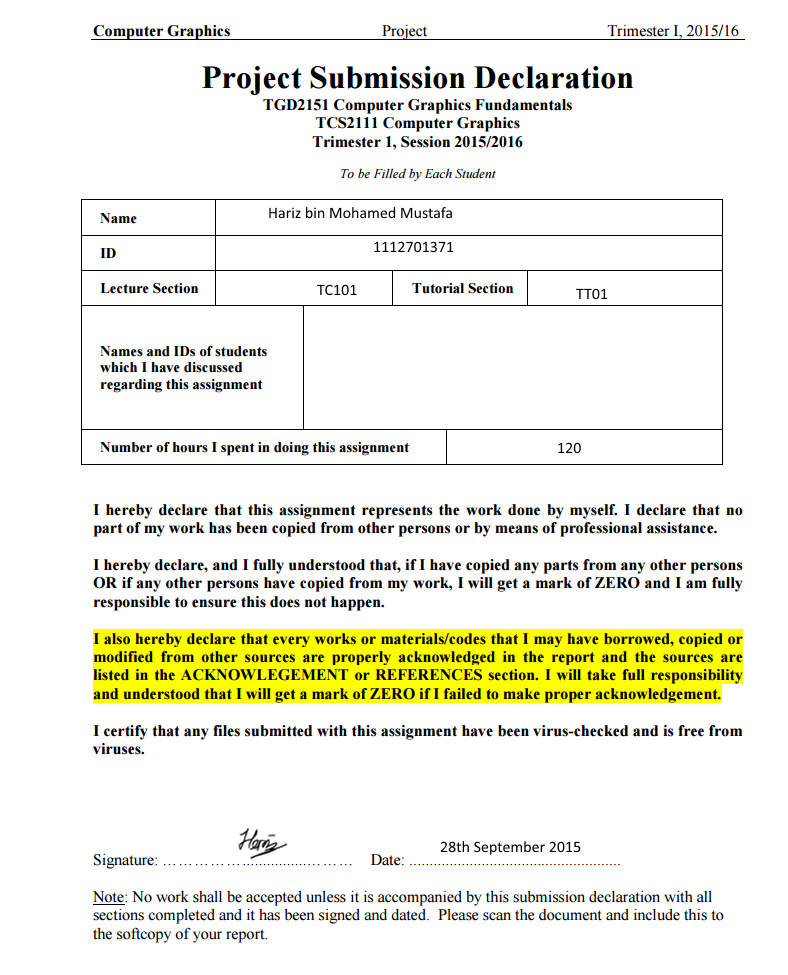 Computer Graphics Project Trimester I, 2015/16
Project Submission Declaration
TGD2151 Computer Graphics Fundamentals
TCS2111 Computer Graphics
Trimester 1, Session 2015/2016
To be Filled by Each Student
Name Hariz bin Mohamed Mustafa
ID 1112701371
Lecture Section TC101 Tutorial Section TT01
Names and IDs of students
which I have discussed
regarding this assignment
Number of hours I spent in doing this assignment 120
I hereby declare that this assignment represents the work done by myself. I declare that no
part of my work has been copied from other persons or by means of professional assistance.
I hereby declare, and I fully understood that, if I have copied any parts from any other persons
OR if any other persons have copied from my work, I will get a mark of ZERO and I am fully
responsible to ensure this does not happen.
I also hereby declare that every works or materials/codes that I may have borrowed, copied or
modified from other sources are properly acknowledged in the report and the sources are
listed in the ACKNOWLEGEMENT or REFERENCES section. I will take full responsibility
and understood that I will get a mark of ZERO if I failed to make proper acknowledgement.
I certify that any files submitted with this assignment have been virus-checked and is free from
viruses.
Signature: Hariz Date: 28th September 2015
Note: No work shall be accepted unless it is accompanied by this submission declaration with all
sections completed and it has been signed and dated. Please scan the document and include this to
the softcopy of your report.